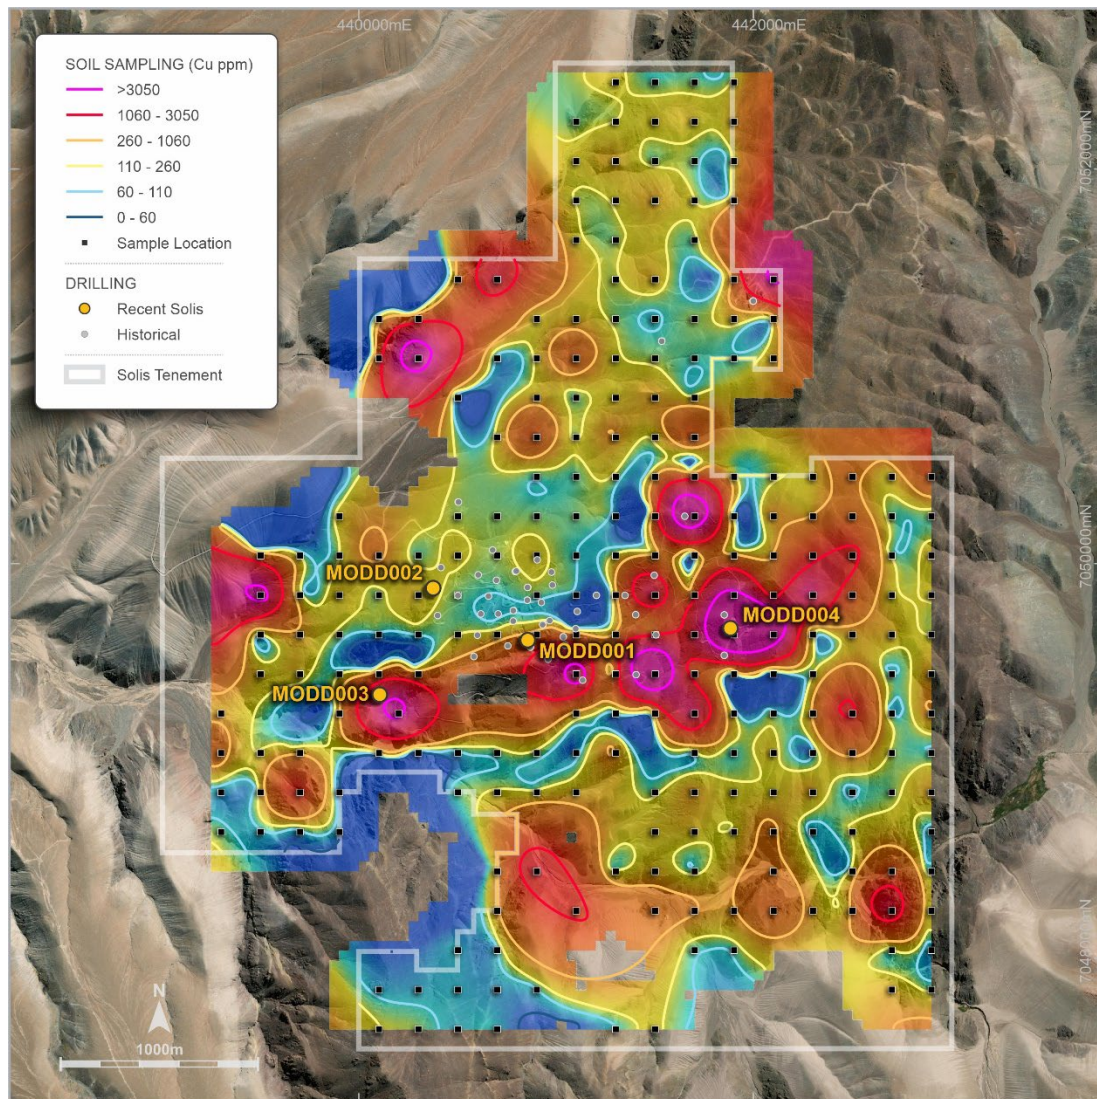 440000mE
442000mE
SOIL SAMPLING (Cu ppm)
>3050
1060 - 3050
260 - 1060
110 - 260
60 - 110
0 - 60
Sample Location
DRILLING
Recent Solis
Historical
Solis Tenement
7052000mN
7050000mN
MODD002
MODD004
MODD001
MODD003
7048000mN
N
1000m